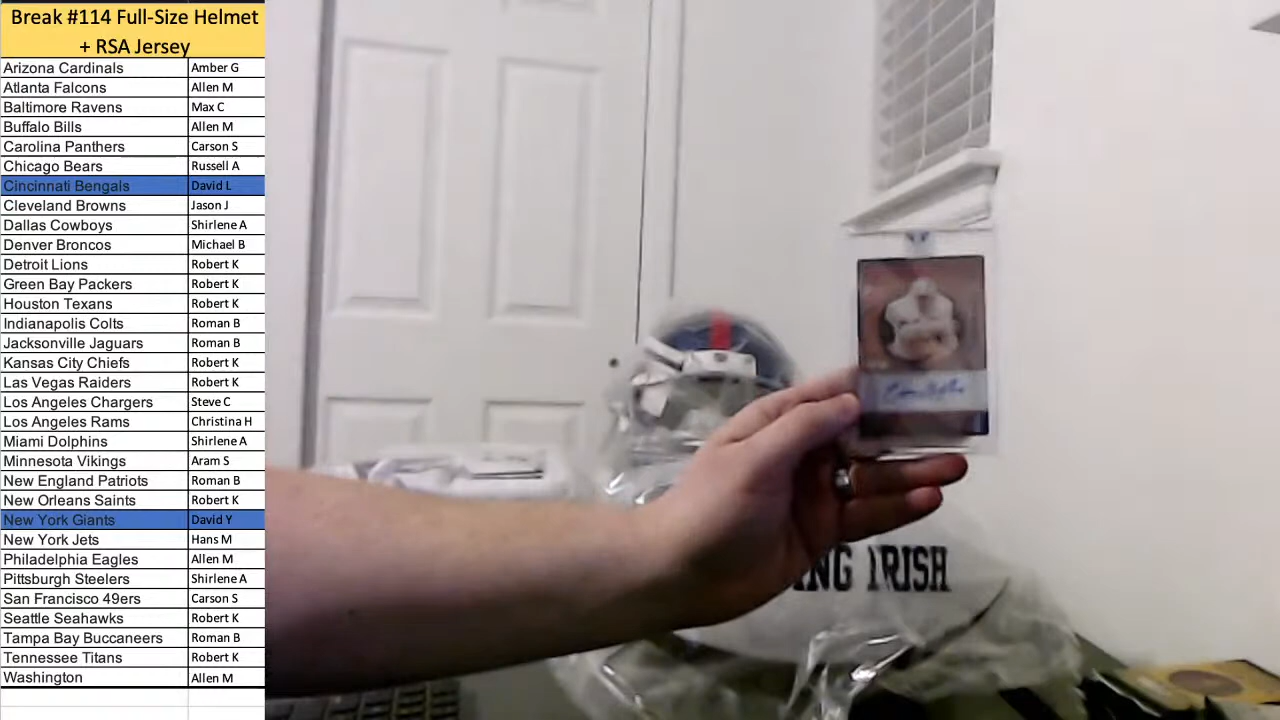 Break #114 Full-Size Helmet
+ RSA Jersey
Arizona Cardinals Amber G
Atlanta Falcons Allen M
Baltimore Ravens Max C
Buffalo Bills Allen M
Carolina Panthers Carson S
Chicago Bears Russell A
Cincinnati Bengals David L
Cleveland Browns Jason J
Dallas Cowboys Shirlene A
Denver Broncos Michael B
Detroit Lions Robert K
Green Bay Packers Robert K
Houston Texans Robert K
Indianapolis Colts Roman B
Jacksonville Jaguars Roman B
Kansas City Chiefs Robert K
Las Vegas Raiders Robert K
Los Angeles Chargers Steve C
Los Angeles Rams Christina H
Miami Dolphins Shirlene A
Minnesota Vikings Aram S
New England Patriots Roman B
New Orleans Saints Robert K
New York Giants David Y
New York Jets Hans M
Philadelphia Eagles Allen M
Pittsburgh Steelers Shirlene A
San Francisco 49ers Carson S
Seattle Seahawks Robert K
Tampa Bay Buccaneers Roman B
Tennessee Titans Robert K
Washington Allen M
IRISH